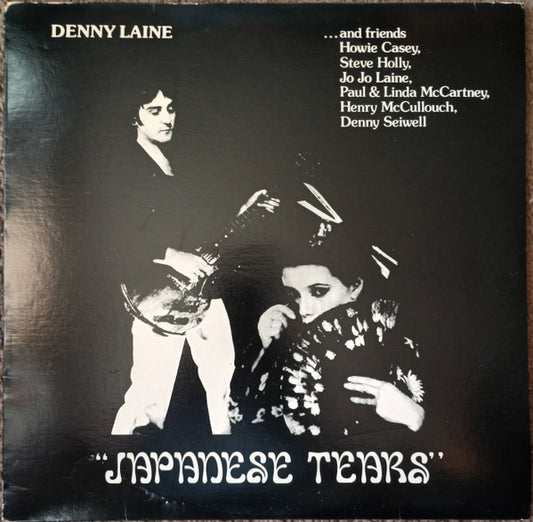 DENNY LAINE
...and friends
Howie Casey,
Steve Holly,
Jo Jo Laine,
Paul & Linda McCartney,
Henry McCullouch,
Denny Seiwell
"JAPANESE TEARS"